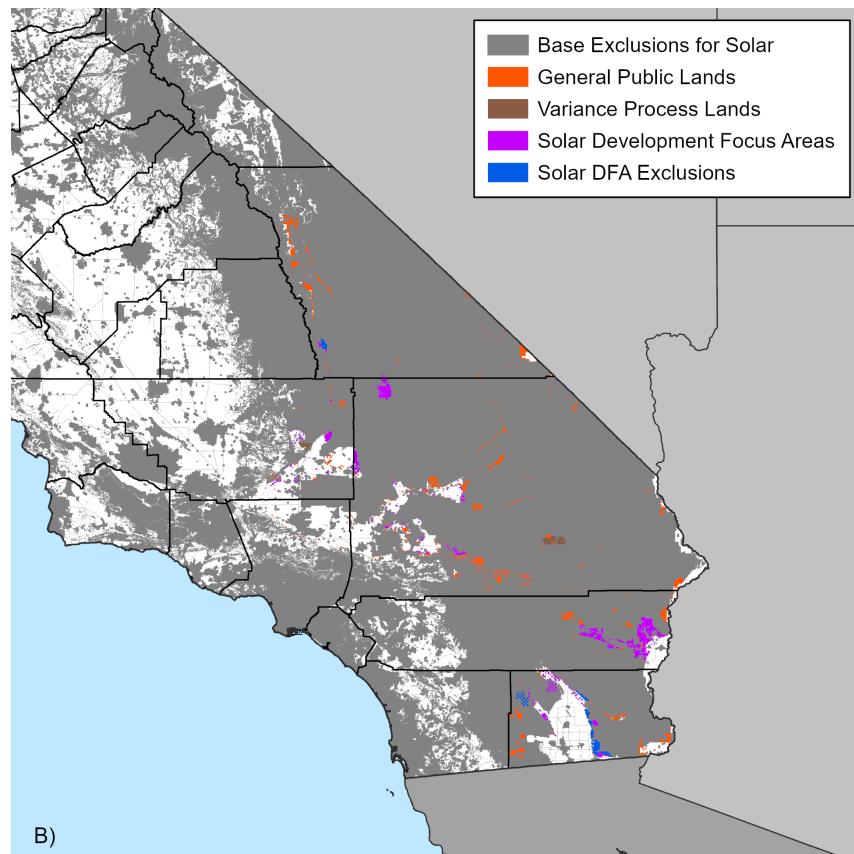 Base Exclusions for Solar
General Public Lands
Variance Process Lands
Solar Development Focus Areas
Solar DFA Exclusions
B)